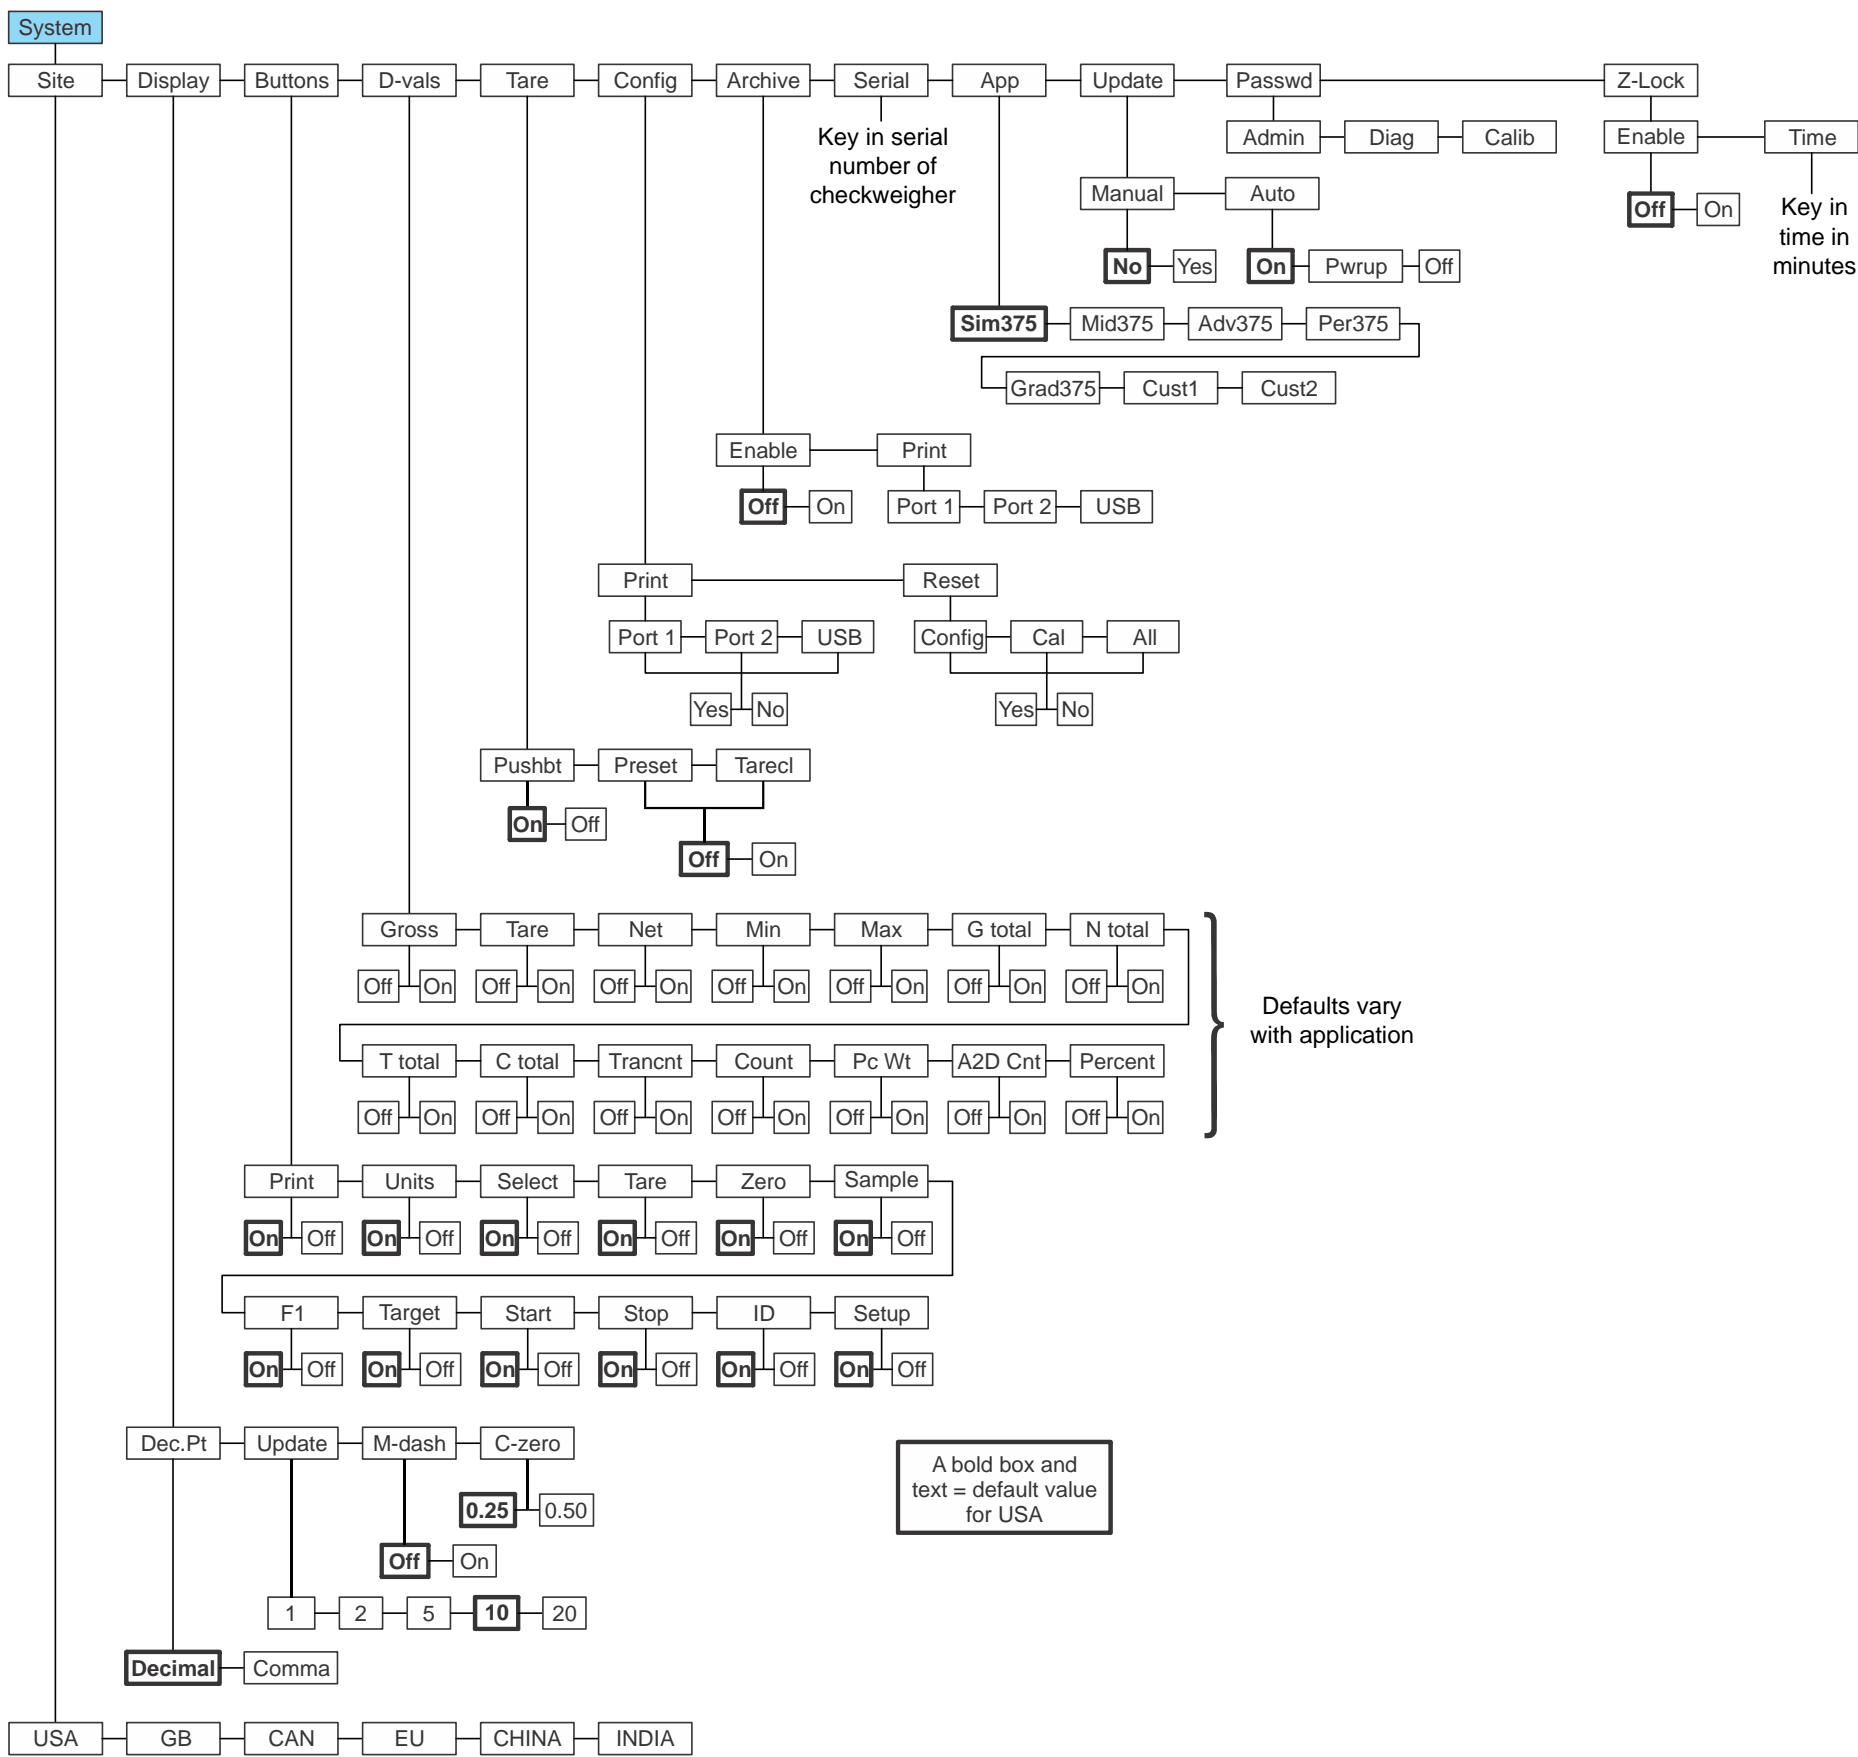 System
Site Display Buttons D-vals Tare Config Archive Serial App Update Passwd Z-Lock
Key in serial
number of
checkweigher
Admin Diag Calib
Enable Time
Manual Auto
Off On
Key in
time in
minutes
No Yes On Pwrup Off
Sim375 Mid375 Adv375 Per375
Grad375 Cust1 Cust2
Enable Print
Off On Port 1 Port 2 USB
Print Reset
Port 1 Port 2 USB Config Cal All
Yes No Yes No
Pushbt Preset Tarecl
On Off
Off On
Gross Tare Net Min Max G total N total
Off On Off On Off On Off On Off On Off On Off On
Defaults vary
with application
T total C total Trancnt Count Pc Wt A2D Cnt Percent
Off On Off On Off On Off On Off On Off On Off On
Print Units Select Tare Zero Sample
On Off On Off On Off On Off On Off On Off
F1 Target Start Stop ID Setup
On Off On Off On Off On Off On Off On Off
Dec.Pt Update M-dash C-zero
A bold box and
text = default value
for USA
0.25 0.50
Off On
1 2 5 10 20
Decimal Comma
USA GB CAN EU CHINA INDIA